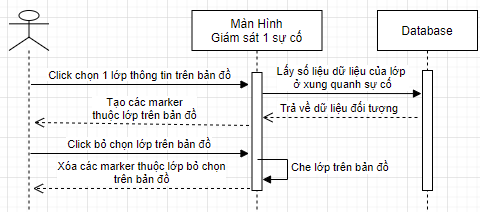 Màn Hình
Giám sát 1 sự cố
Database
Click chọn 1 lớp thông tin trên bản đồ
Lấy số liệu dữ liệu của lớp
ở xung quanh sự cố
Tạo các marker
thuộc lớp trên bản đồ
Trả về dữ liệu đối tượng
Click bỏ chọn lớp trên bản đồ
Xóa các marker thuộc lớp bỏ chọn
trên bản đồ
Che lớp trên bản đồ